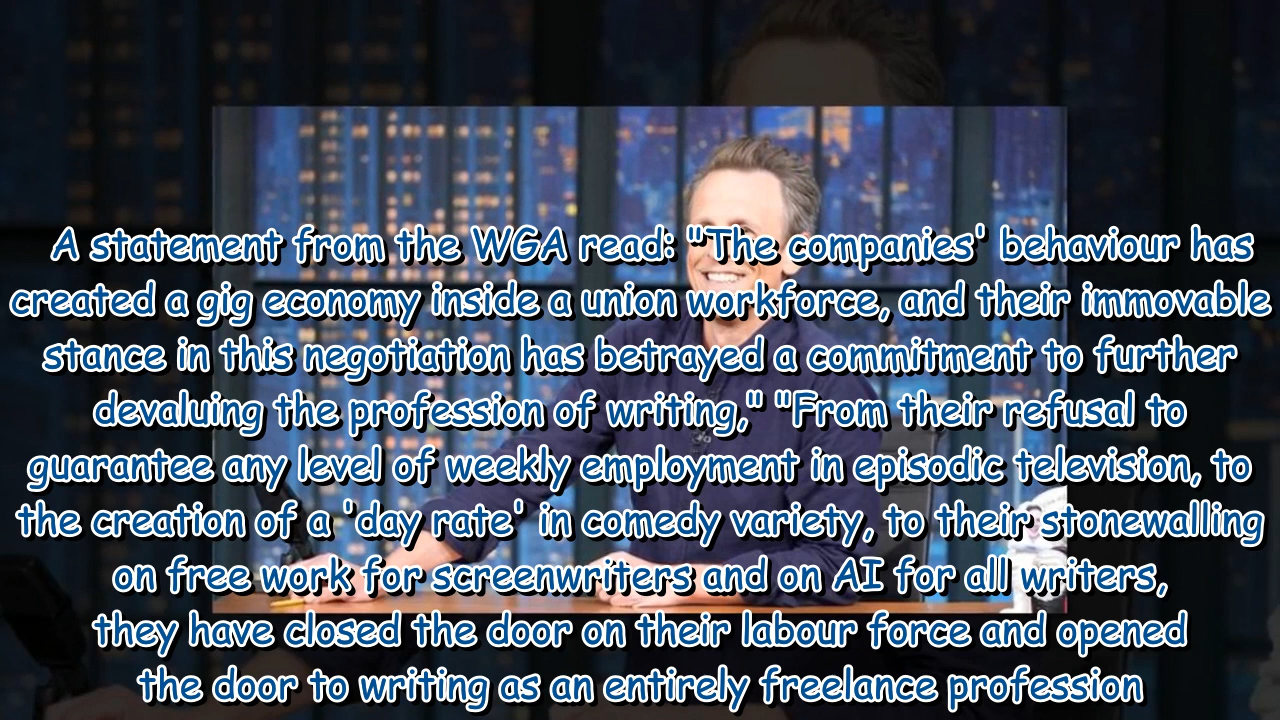 A statement from the WGA read: "The companies' behaviour has
created a gig economy inside a union workforce, and their immovable
stance in this negotiation has betrayed a commitment to further
devaluing the profession of writing," "From their refusal to
guarantee any level of weekly employment in episodic television, to
the creation of a 'day rate' in comedy variety, to their stonewalling
on free work for screenwriters and on AI for all writers,
they have closed the door on their labour force and opened
the door to writing as an entirely freelance profession